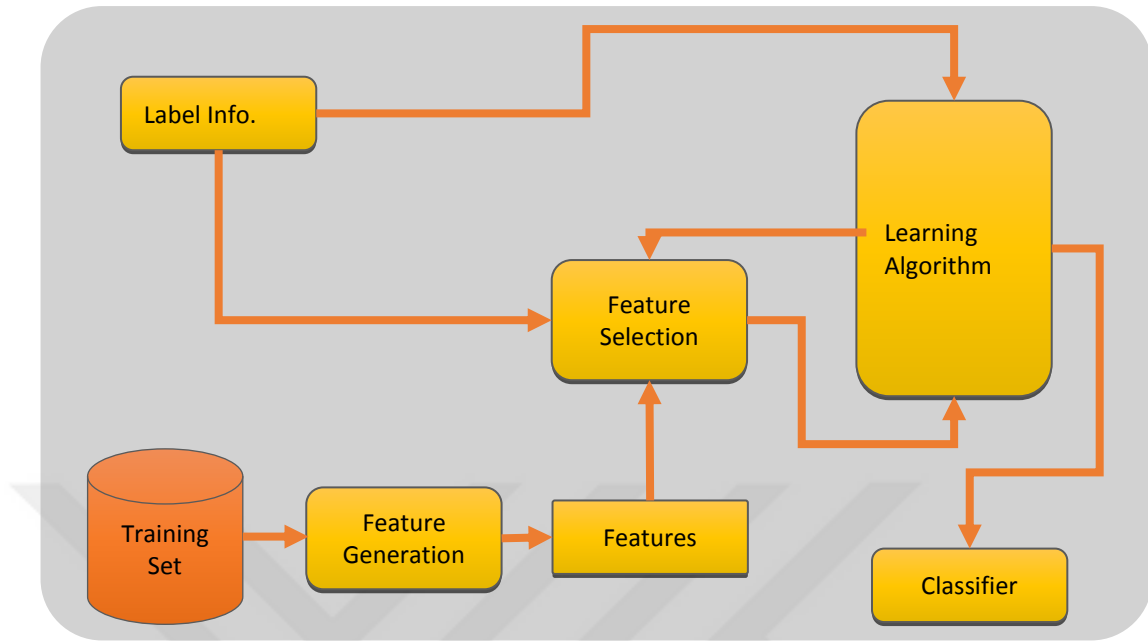 Label Info.
Learning
Algorithm
Feature
Selection
Training
Set
Feature
Generation
Features
Classifier